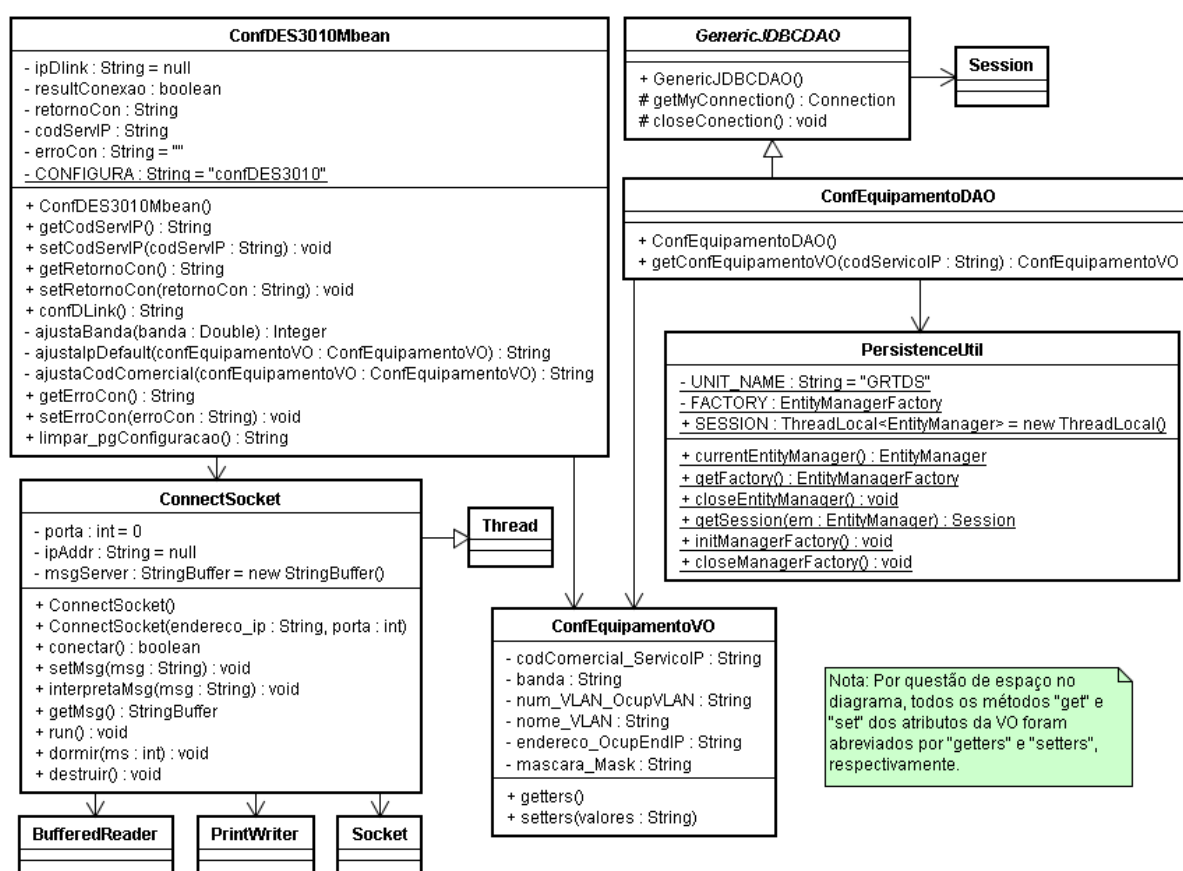 ConfDES3010Mbean
- ipDlink : String = null
- resultConexao : boolean
- retornoCon : String
- codServIP : String
- erroCon : String = ""
- CONFIGURA : String = "confDES3010"
+ ConfDES3010Mbean()
+ getCodServIP() : String
+ setCodServIP(codServIP : String) : void
+ getRetornoCon() : String
+ setRetornoCon(retornoCon : String) : void
+ confDLink() : String
- ajustaBanda(banda : Double) : Integer
- ajustaIpDefault(confEquipamentoVO : ConfEquipamentoVO) : String
- ajustaCodComercial(confEquipamentoVO : ConfEquipamentoVO) : String
+ getErroCon() : String
+ setErroCon(erroCon : String) : void
+ limpar_pgConfiguracao() : String
GenericJDBCDAO
+ GenericJDBCDAO()
# getMyConnection() : Connection
# closeConection() : void
Session
ConfEquipamentoDAO
+ ConfEquipamentoDAO()
+ getConfEquipamentoVO(codServicoIP : String) : ConfEquipamentoVO
PersistenceUtil
- UNIT_NAME : String = "GRTDS"
- FACTORY : EntityManagerFactory
+ SESSION : ThreadLocal<EntityManager> = new ThreadLocal()
+ currentEntityManager() : EntityManager
+ getFactory() : EntityManagerFactory
+ closeEntityManager() : void
+ getSession(em : EntityManager) : Session
+ initManagerFactory() : void
+ closeManagerFactory() : void
ConnectSocket
- porta : int = 0
- ipAddr : String = null
- msgServer : StringBuffer = new StringBuffer()
+ ConnectSocket()
+ ConnectSocket(endereco_ip : String, porta : int)
+ conectar() : boolean
+ setMsg(msg : String) : void
+ interpretaMsg(msg : String) : void
+ getMsg() : StringBuffer
+ run() : void
+ dormir(ms : int) : void
+ destruir() : void
Thread
ConfEquipamentoVO
- codComercial_ServicoIP : String
- banda : String
- num_VLAN_OcupVLAN : String
- nome_VLAN : String
- endereco_OcupEndIP : String
- mascara_Mask : String
+ getters()
+ setters(valores : String)
Nota: Por questão de espaço no
diagrama, todos os métodos "get" e
"set" dos atributos da VO foram
abreviados por "getters" e "setters",
respectivamente.
BufferedReader
PrintWriter
Socket